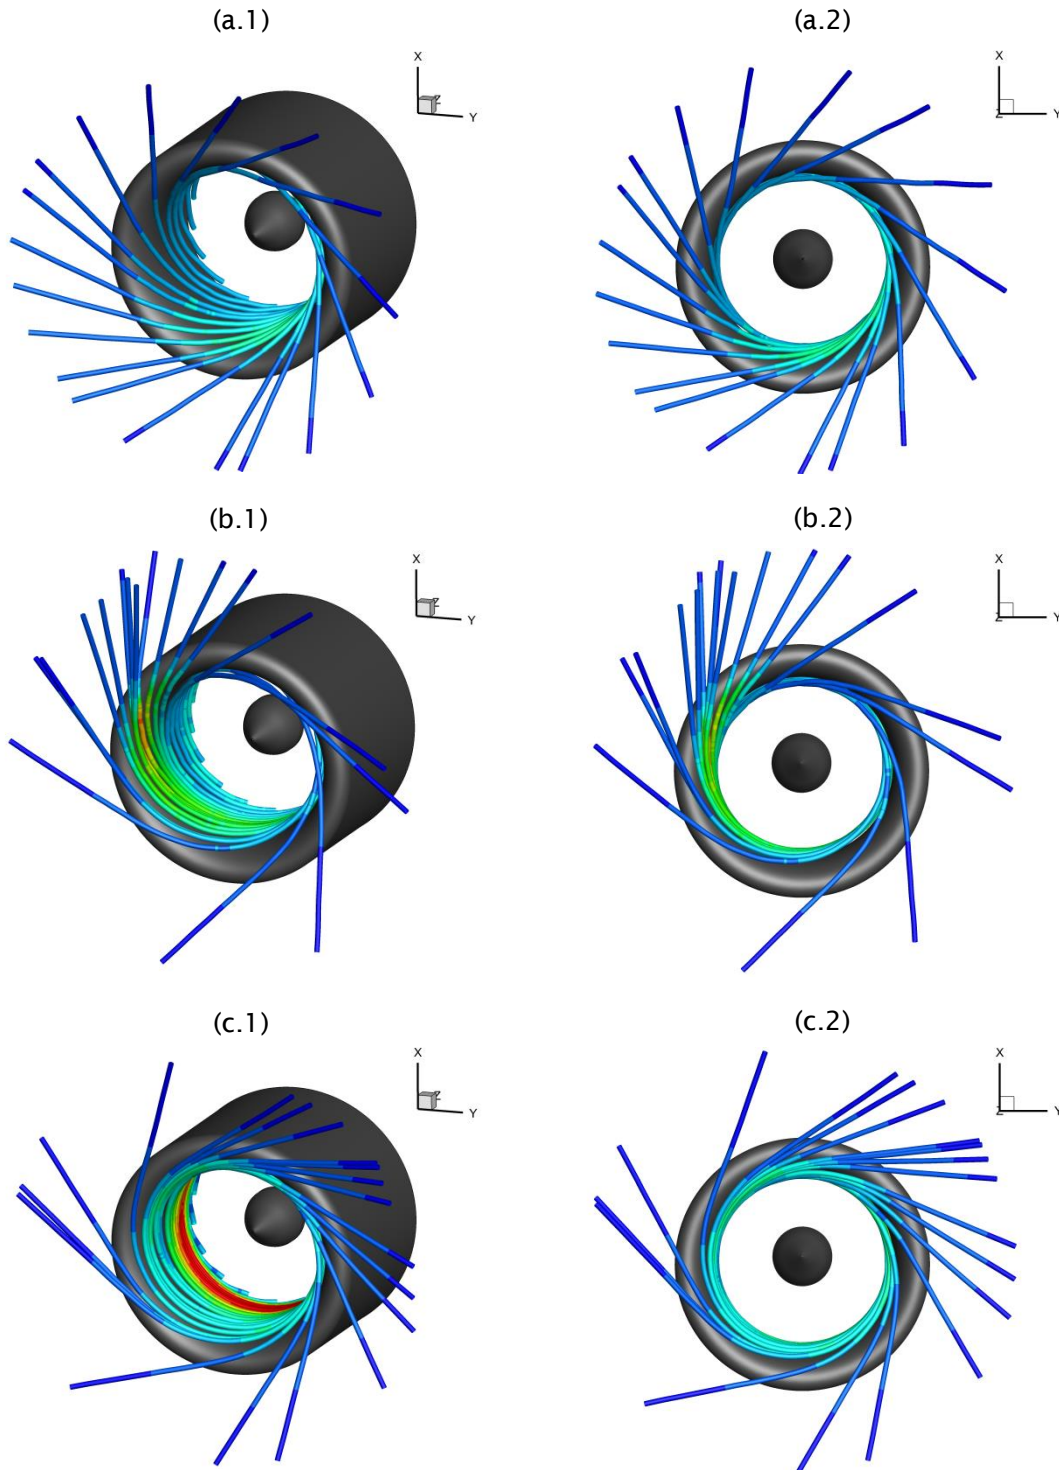 (a.1) (a.2)
X X
Z Y Z Y
(b.1) (b.2)
X X
Z Y Z Y
(c.1) (c.2)
X X
Z Y Z Y